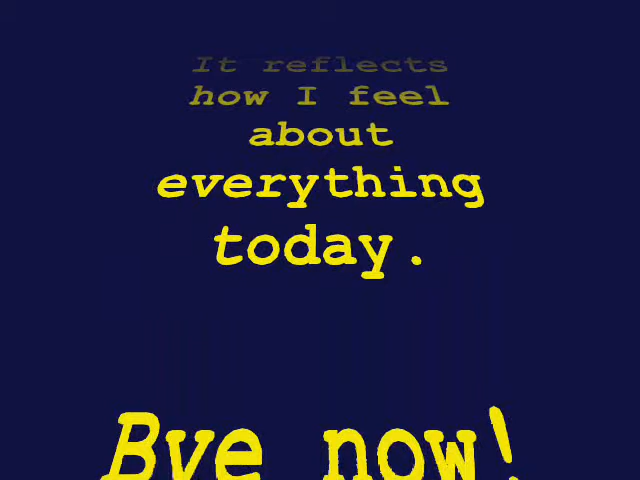 It reflects
how I feel
about
everything
today.
Bye now!